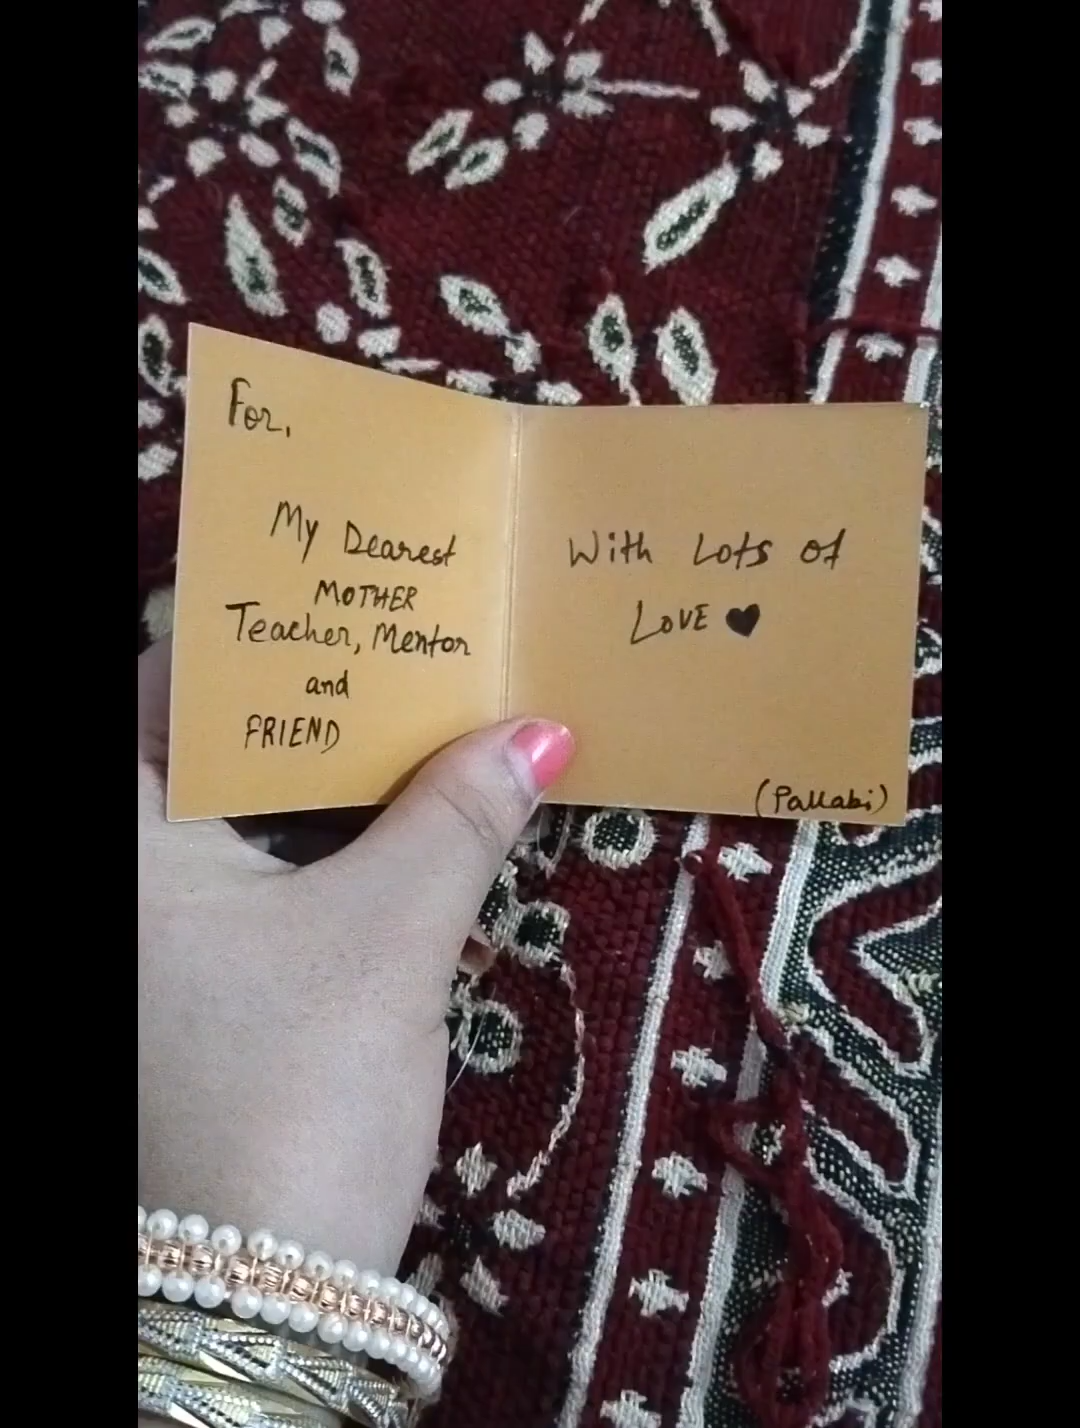 For,
My Dearest
MOTHER
Teacher, Mentor
and
FRIEND
With Lots of
LOVE ♥
(Pallabi)